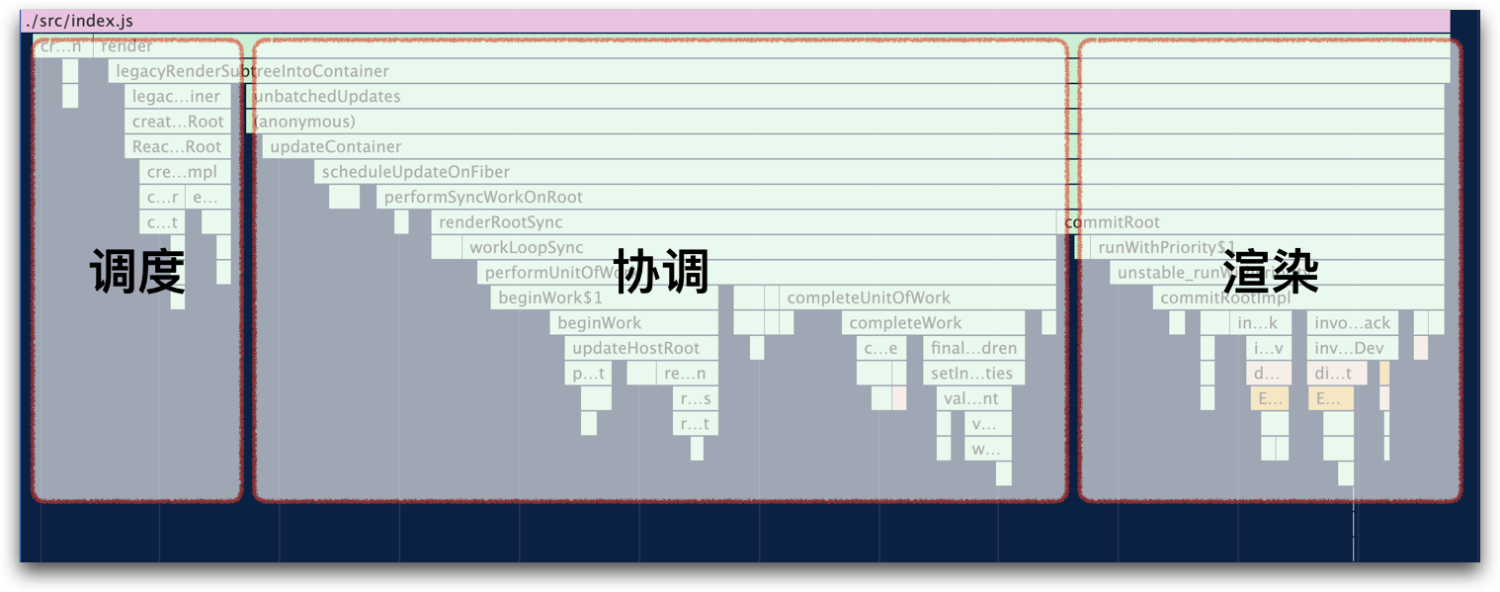 ./src/index.js
cr…n render
legacyRenderSubtreeIntoContainer
legac…iner unbatchedUpdates
creat…Root (anonymous)
Reac…Root updateContainer
cre…mpl scheduleUpdateOnFiber
c…r e… performSyncWorkOnRoot
c…t renderRootSync commitRoot
workLoopSync runWithPriority$1
调度 协调 渲染
performUnitOfWork
beginWork$1 completeUnitOfWork commitRootImpl
beginWork completeWork in…k invo…ack
updateHostRoot c…e final…dren i…v inv…Dev
p…t re…n setIn…ties d… di…t
r…s val…nt E… E…
r…t v…
w…